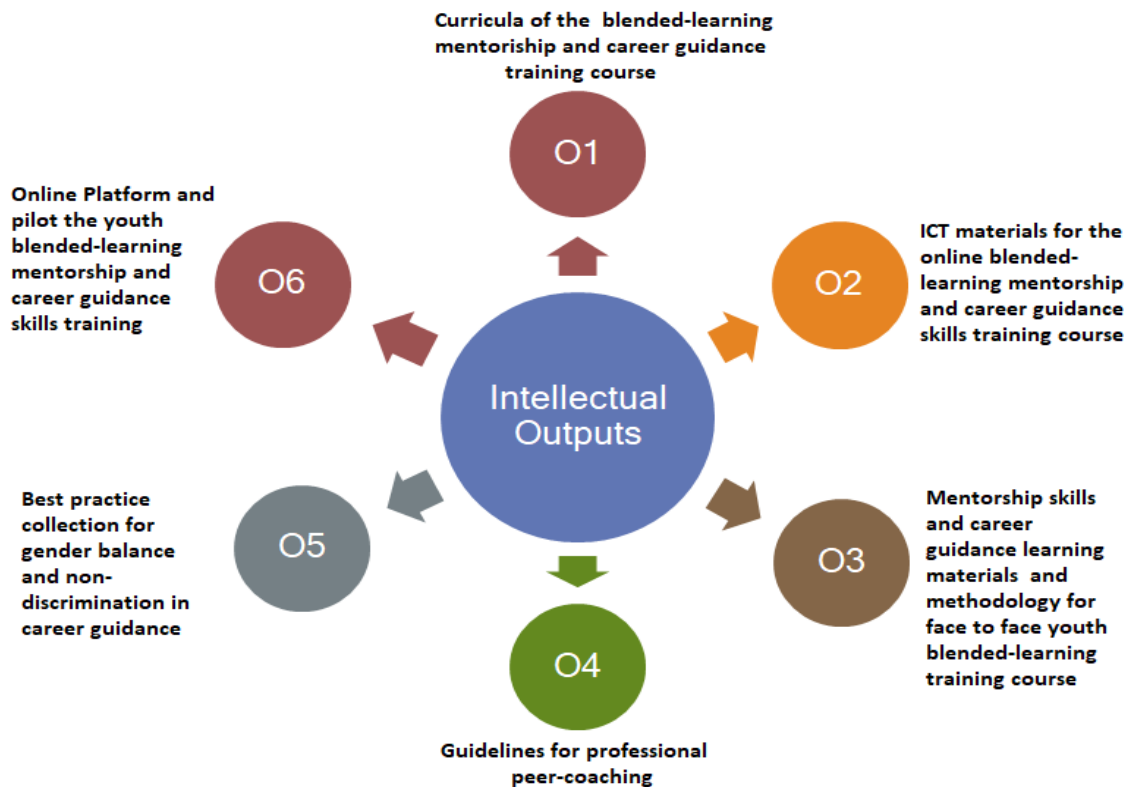 Curricula of the  blended-learning
mentoriship and career guidance
training course
O1
Online Platform and
pilot the youth
blended-learning
mentorship and
career guidance
skills training
O6
O2
ICT materials for the
online blended-
learning mentorship
and career guidance
skills training course
Intellectual
Outputs
Best practice
collection for
gender balance
and non-
discrimination in
career guidance
O5
O3
Mentorship skills
and career
guidance learning
materials  and
methodology for
face to face youth
blended-learning
training course
O4
Guidelines for professional
peer-coaching